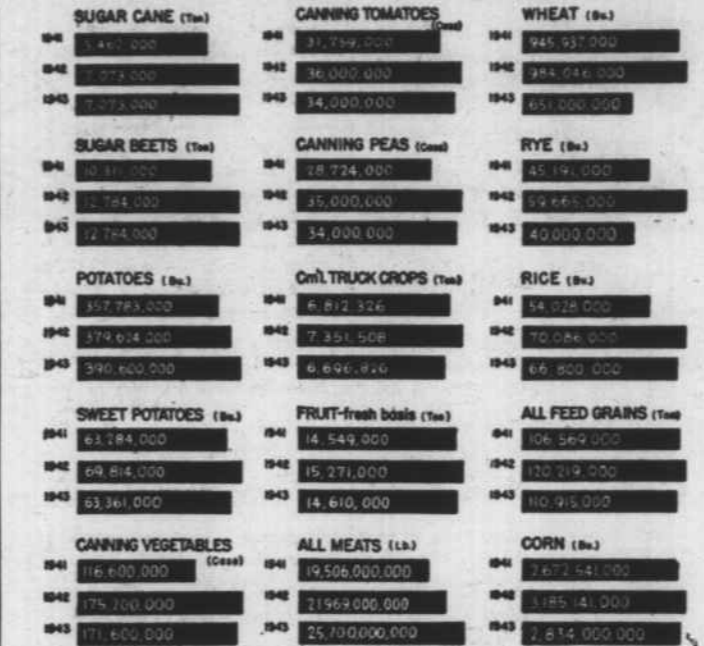 SUGAR CANE (Ton)
1941 5,462,000
1942 7,073,000
1943 7,073,000
SUGAR BEETS (Ton)
1941
1942 12,784,000
1943 12,784,000
POTATOES (Bu.)
1941 357,783,000
1942
1943 390,600,000
SWEET POTATOES (Bu.)
1941 63,284,000
1942 69,814,000
1943 63,361,000
CANNING VEGETABLES
(Case)
1941 116,600,000
1942 175,200,000
1943 171,600,000
CANNING TOMATOES
(Case)
1941 31,759,000
1942 36,000,000
1943 34,000,000
CANNING PEAS (Case)
1941 28,724,000
1942 35,000,000
1943 34,000,000
Cm'l. TRUCK CROPS (Ton)
1941 6,812,326
1942 7,351,508
1943 6,696,826
FRUIT-fresh basis (Ton)
1941 14,549,000
1942 15,271,000
1943 14,610,000
ALL MEATS (Lb.)
1941 19,506,000,000
1942 21969,000,000
1943 25,700,000,000
WHEAT (Bu.)
1941 945,937,000
1942 984,046,000
1943 651,000,000
RYE (Bu.)
1941 45,191,000
1942 59,665,000
1943 40,000,000
RICE (Bu.)
1941 54,028,000
1942 70,086,000
1943 66,800,000
ALL FEED GRAINS (Ton)
1941 106,569,000
1942 120,219,000
1943 110,915,000
CORN (Bu.)
1941 2,672,541,000
1942 3,185,141,000
1943 2,834,000,000